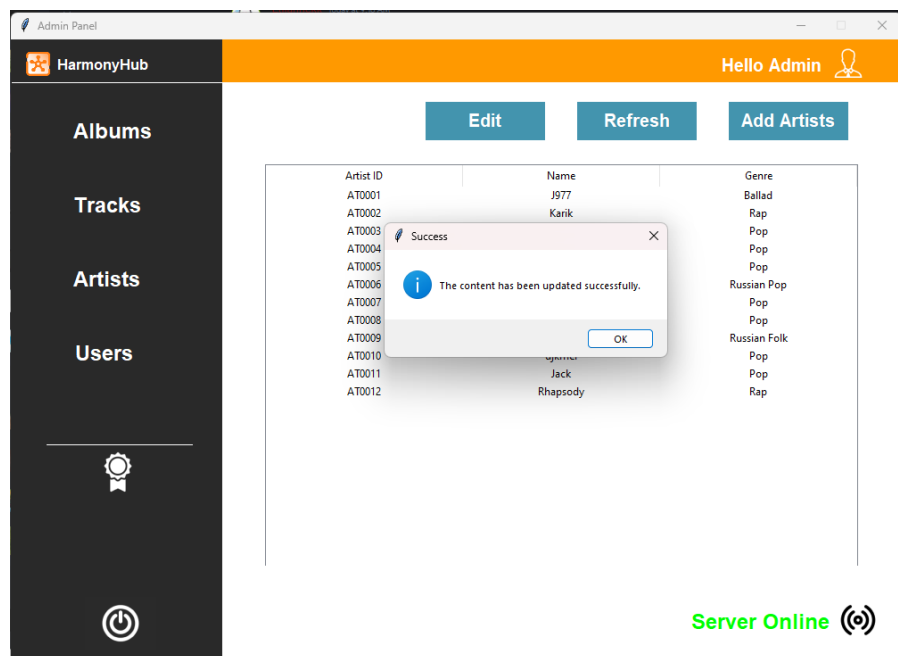 Admin Panel
HarmonyHub
Hello Admin
Albums
Tracks
Artists
Users
Edit Refresh Add Artists
Artist ID Name Genre
AT0001 J977 Ballad
AT0002 Karik Rap
AT0003 Pop
AT0004 Pop
AT0005 Pop
AT0006 Russian Pop
AT0007 Pop
AT0008 Pop
AT0009 Russian Folk
AT0010 Pop
AT0011 Jack Pop
AT0012 Rhapsody Rap
Success
The content has been updated successfully.
OK
Server Online